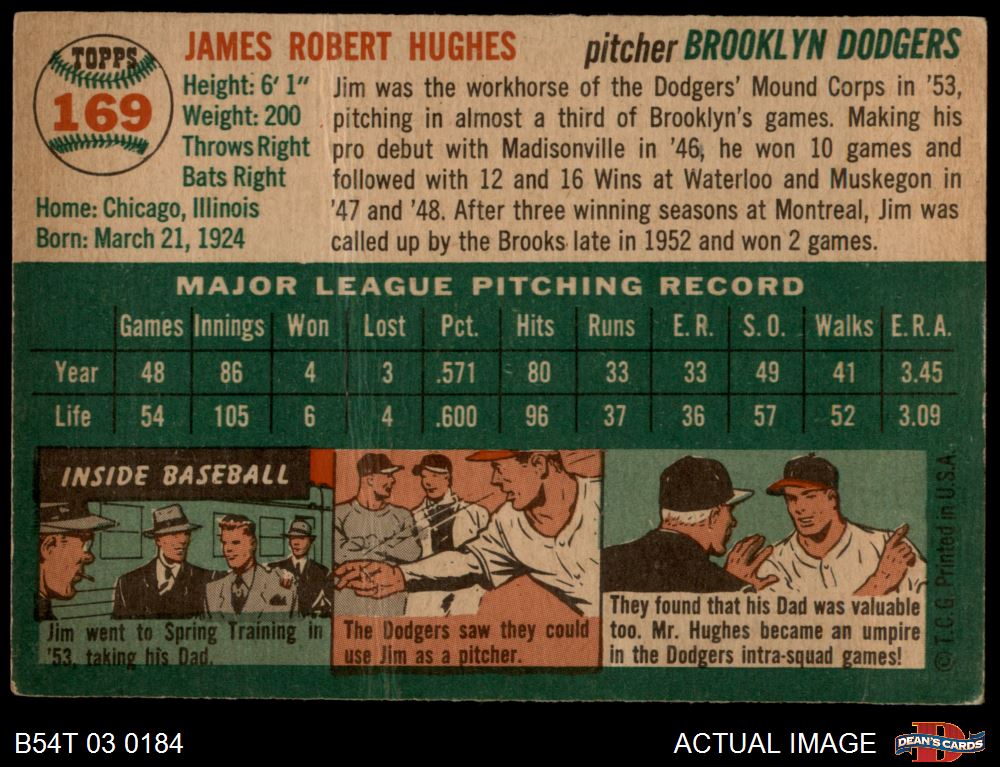 TOPPS
169
JAMES ROBERT HUGHES
pitcher BROOKLYN DODGERS
Height: 6' 1"
Weight: 200
Throws Right
Bats Right
Home: Chicago, Illinois
Born: March 21, 1924
Jim was the workhorse of the Dodgers' Mound Corps in '53,
pitching in almost a third of Brooklyn's games. Making his
pro debut with Madisonville in '46, he won 10 games and
followed with 12 and 16 Wins at Waterloo and Muskegon in
'47 and '48. After three winning seasons at Montreal, Jim was
called up by the Brooks late in 1952 and won 2 games.
MAJOR LEAGUE PITCHING RECORD
Games Innings Won Lost Pct. Hits Runs E.R. S.O. Walks E.R.A.
Year 48 86 4 3 .571 80 33 33 49 41 3.45
Life 54 105 6 4 .600 96 37 36 57 52 3.09
INSIDE BASEBALL
Jim went to Spring Training in
'53, taking his Dad.
The Dodgers saw they could
use Jim as a pitcher.
They found that his Dad was valuable
too. Mr. Hughes became an umpire
in the Dodgers intra-squad games!
© T.C.G. Printed in U.S.A.
B54T 03 0184
ACTUAL IMAGE
DEAN'S CARDS